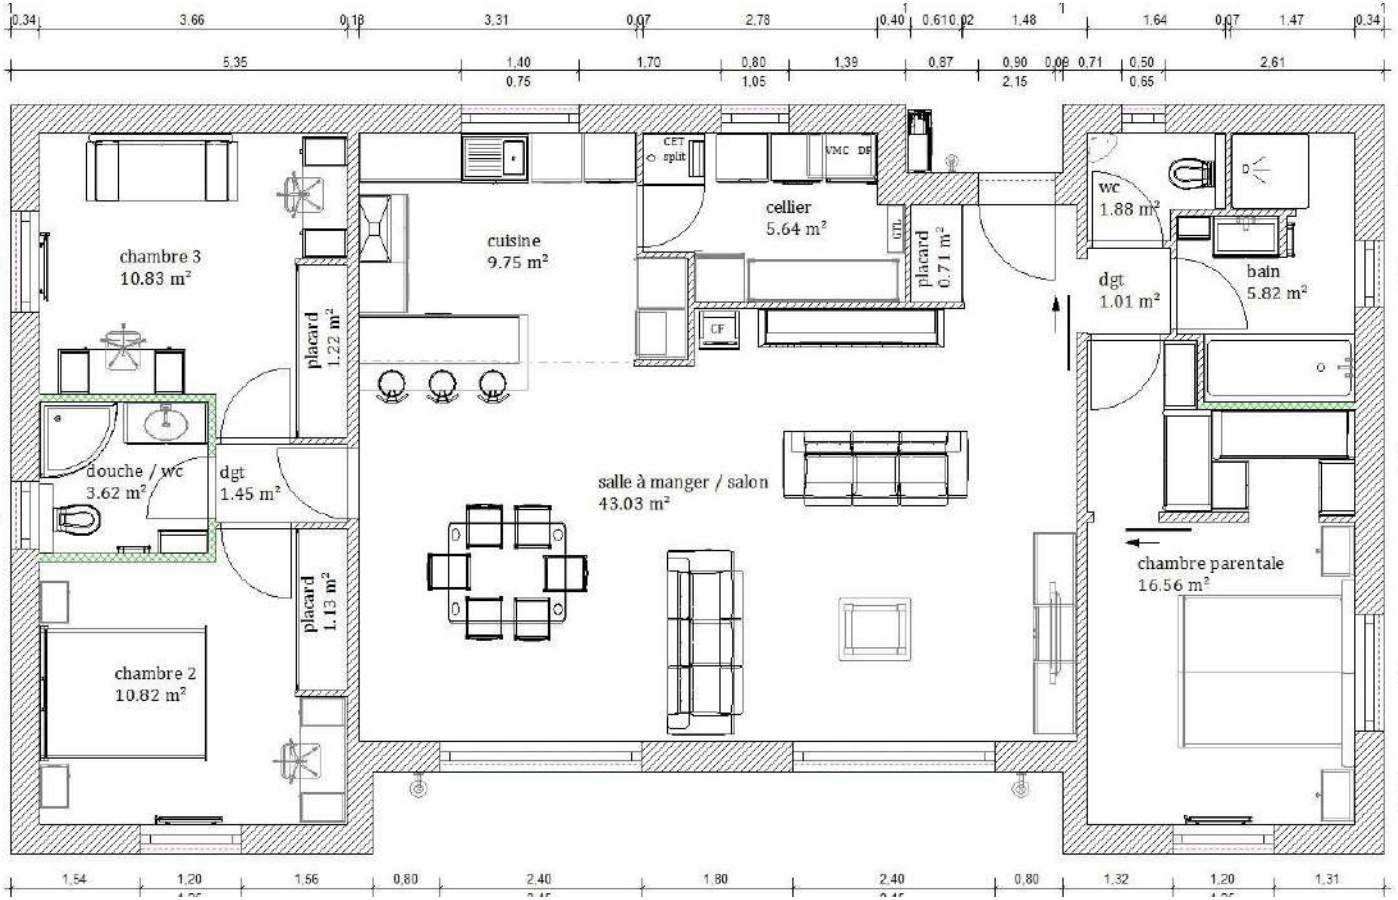 0,34 3.66 0,13 3.31 0,07 2.78 0,40 0.61 0,02 1.48 1.64 0,07 1.47 0,34
5,35 1,40 1,70 0,80 1,39 0,87 0,90 0,09 0,71 0,50 2,61
0,75 1,05 2,15 0,65
CET
split
VMC DF
wc
1.88 m²
cellier
5.64 m²
GTL
placard
0.71 m²
cuisine
9.75 m²
chambre 3
10.83 m²
dgt
1.01 m²
bain
5.82 m²
placard
1.22 m²
CF
douche / wc
3.62 m²
dgt
1.45 m²
salle à manger / salon
43.03 m²
chambre parentale
16.56 m²
placard
1.13 m²
chambre 2
10.82 m²
1,54 1,20 1,56 0,80 2,40 1,80 2,40 0,80 1,32 1,20 1,31